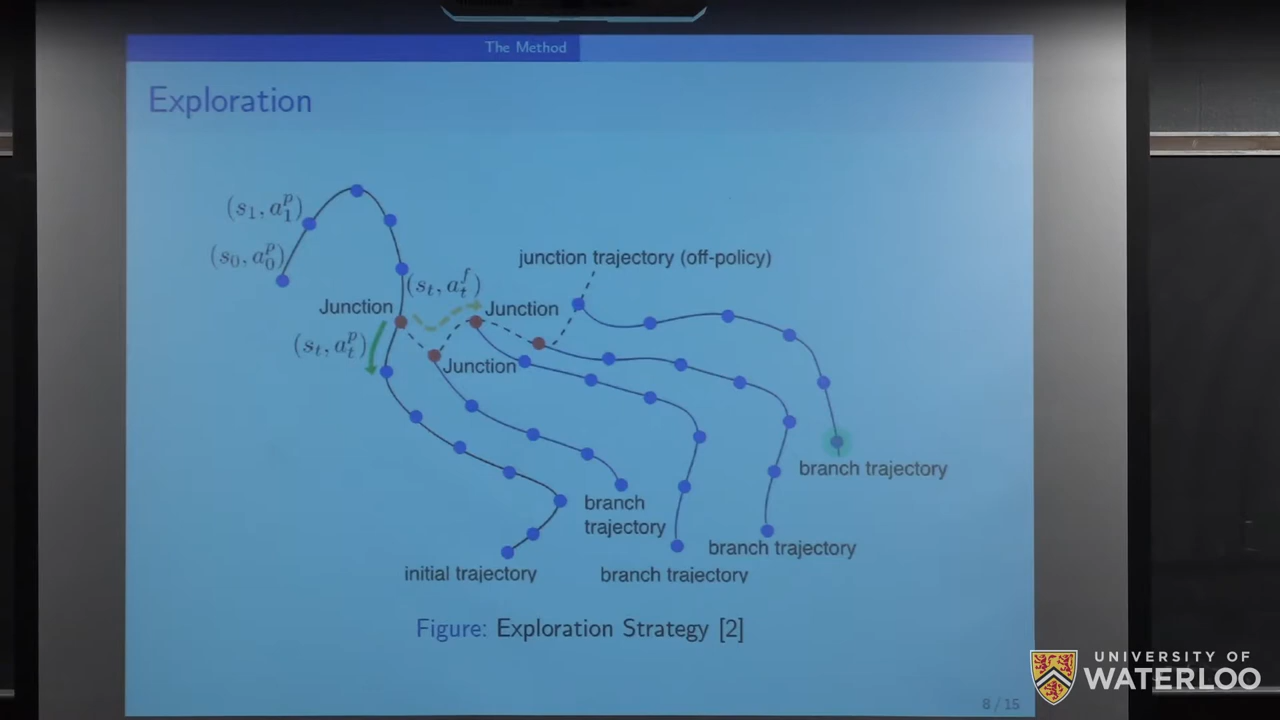 The Method
Exploration
(s₁, a₁ᵖ)
(s₀, a₀ᵖ)
junction trajectory (off-policy)
(sₜ, aₜᶠ)
Junction
Junction
(sₜ, aₜᵖ)
Junction
branch trajectory
branch
trajectory
branch trajectory
initial trajectory
branch trajectory
Figure: Exploration Strategy [2]
UNIVERSITY OF
WATERLOO
8 / 15